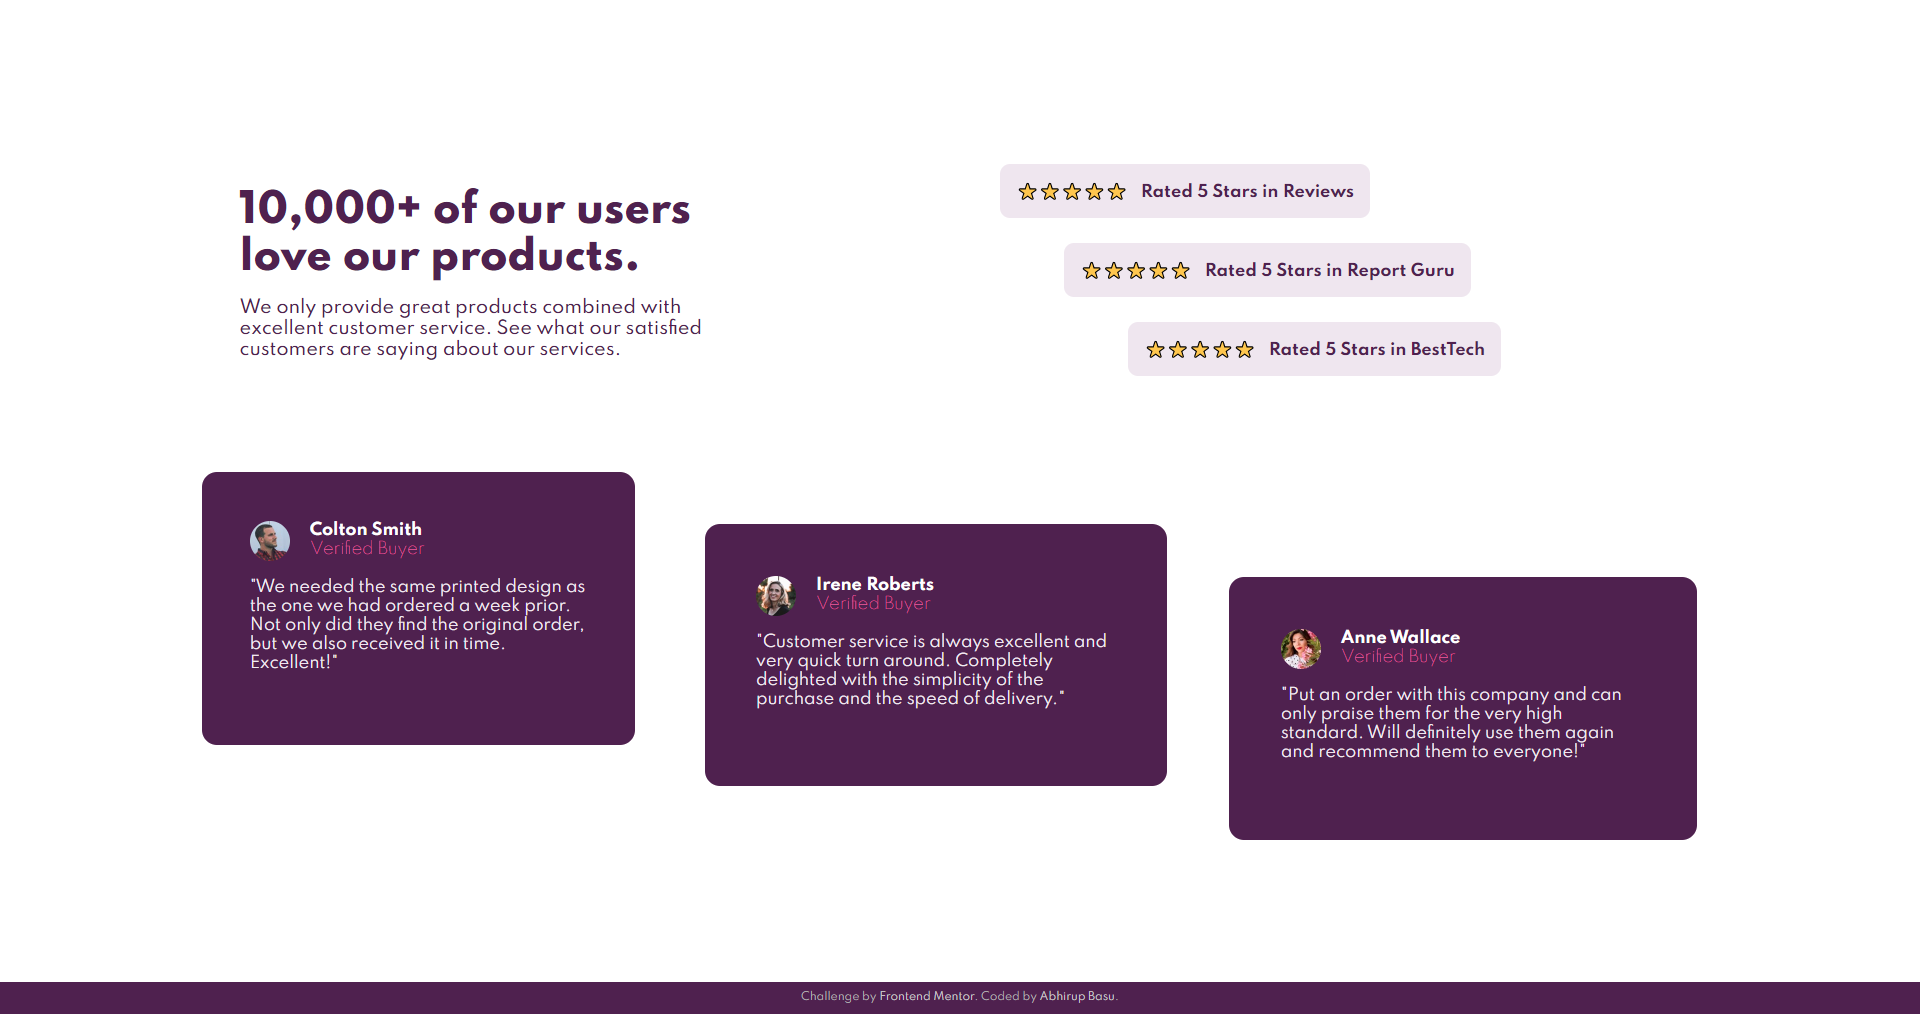 10,000+ of our users
love our products.
We only provide great products combined with
excellent customer service. See what our satisfied
customers are saying about our services.
Rated 5 Stars in Reviews
Rated 5 Stars in Report Guru
Rated 5 Stars in BestTech
Colton Smith
Verified Buyer
"We needed the same printed design as
the one we had ordered a week prior.
Not only did they find the original order,
but we also received it in time.
Excellent!"
Irene Roberts
Verified Buyer
"Customer service is always excellent and
very quick turn around. Completely
delighted with the simplicity of the
purchase and the speed of delivery."
Anne Wallace
Verified Buyer
"Put an order with this company and can
only praise them for the very high
standard. Will definitely use them again
and recommend them to everyone!"
Challenge by Frontend Mentor. Coded by Abhirup Basu.